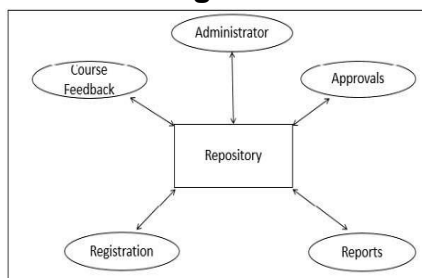 Administrator
Course
Feedback
Approvals
Repository
Registration
Reports